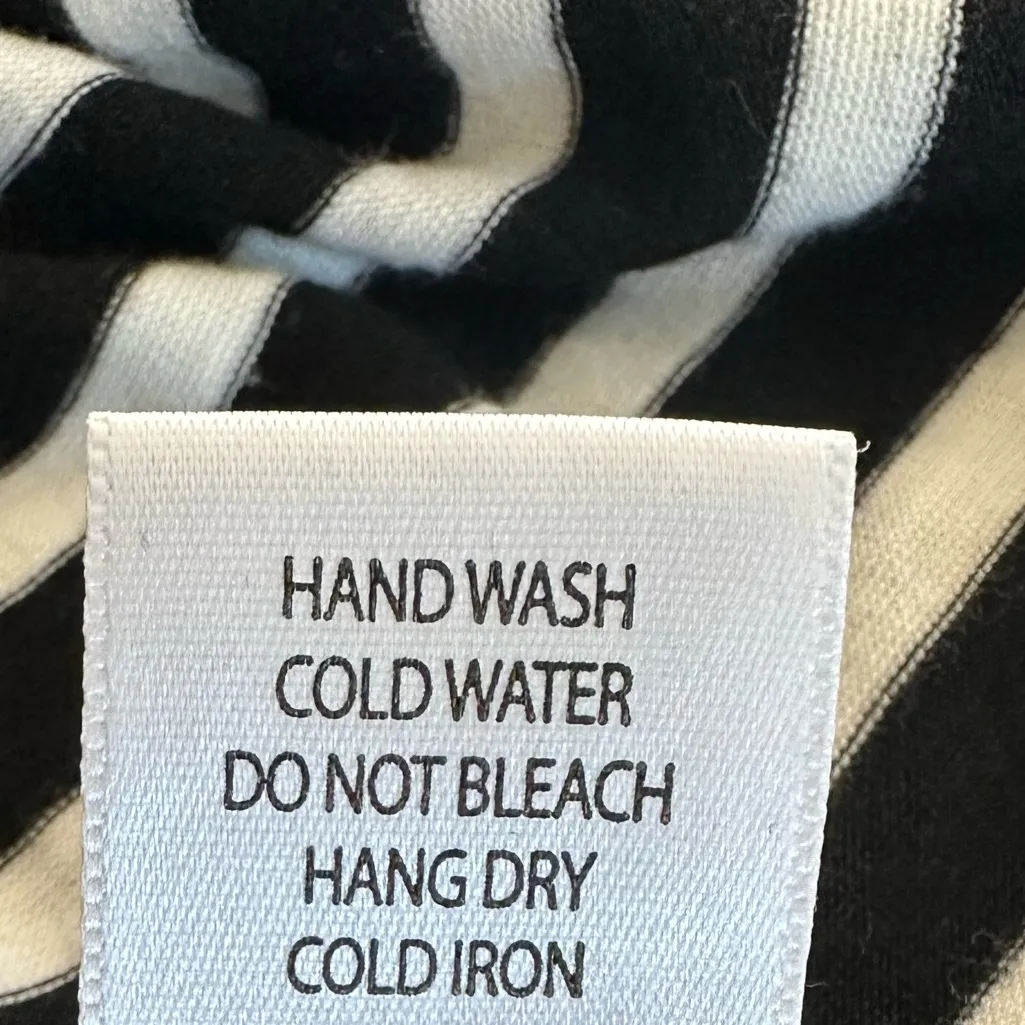 HAND WASH
COLD WATER
DO NOT BLEACH
HANG DRY
COLD IRON